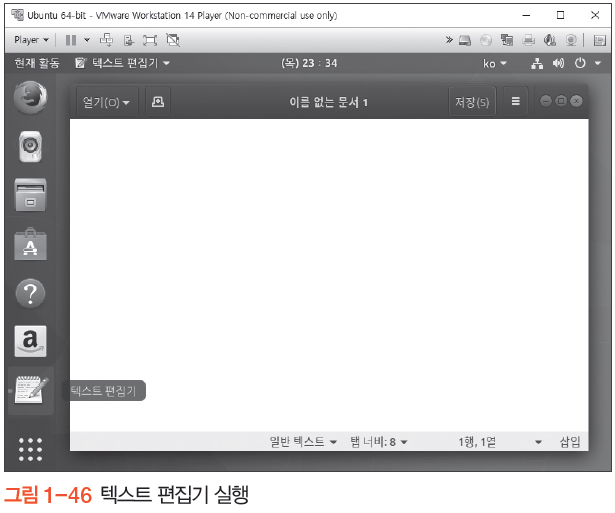 Ubuntu 64-bit - VMware Workstation 14 Player (Non-commercial use only)
Player
현재 활동 텍스트 편집기 (목) 23 : 34 ko
열기(O) 이름 없는 문서 1 저장(S)
A
?
a
텍스트 편집기
일반 텍스트 탭 너비: 8 1행, 1열 삽입
그림 1-46 텍스트 편집기 실행